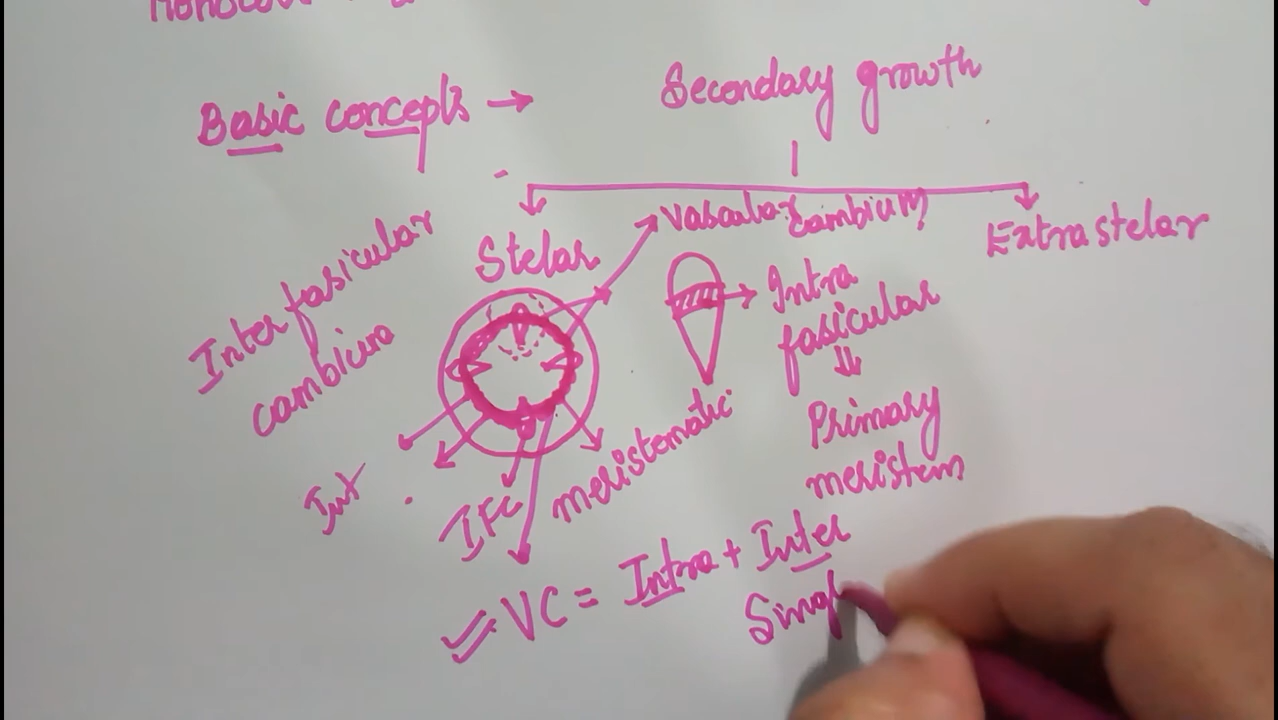 Basic concepts →
Secondary growth
Stelar
Vascular cambium
Extrastelar
Inter fasicular
cambium
Intra
fasicular
Primary
meristem
meristematic
Int
IFC
VC = Intra + Inter